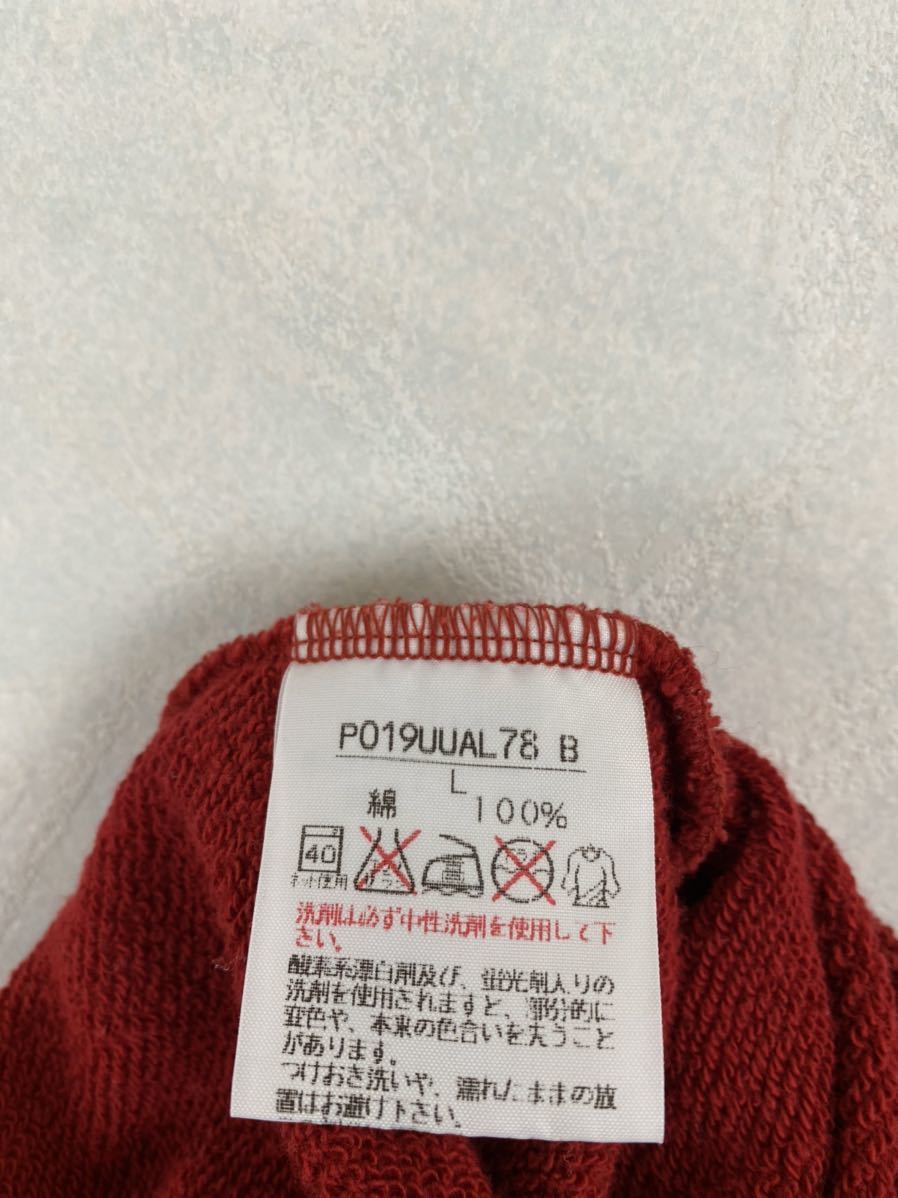 P019UUAL78 B
L
綿 100%
40
ネット使用
洗剤は必ず中性洗剤を使用して下
さい。
酸素系漂白剤及び、蛍光剤入りの
洗剤を使用されますと、部分的に
変色や、本来の色合いを失うこと
があります。
つけおき洗いや、濡れたままの放
置はお避け下さい。